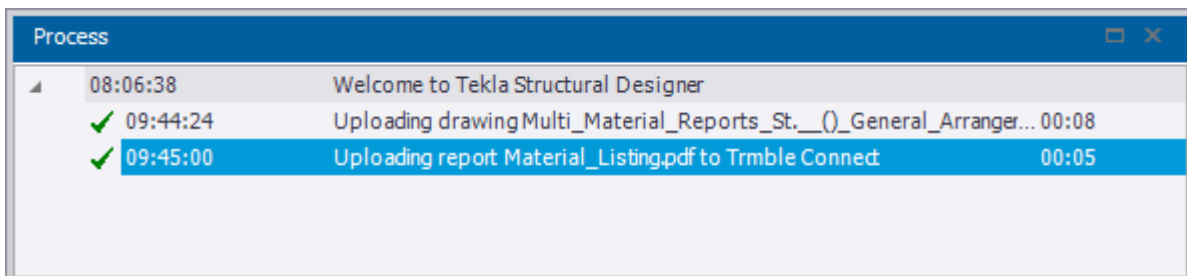 Process
08:06:38 Welcome to Tekla Structural Designer
09:44:24 Uploading drawing Multi_Material_Reports_St.__()_General_Arranger... 00:08
09:45:00 Uploading report Material_Listing.pdf to Trmble Connect 00:05